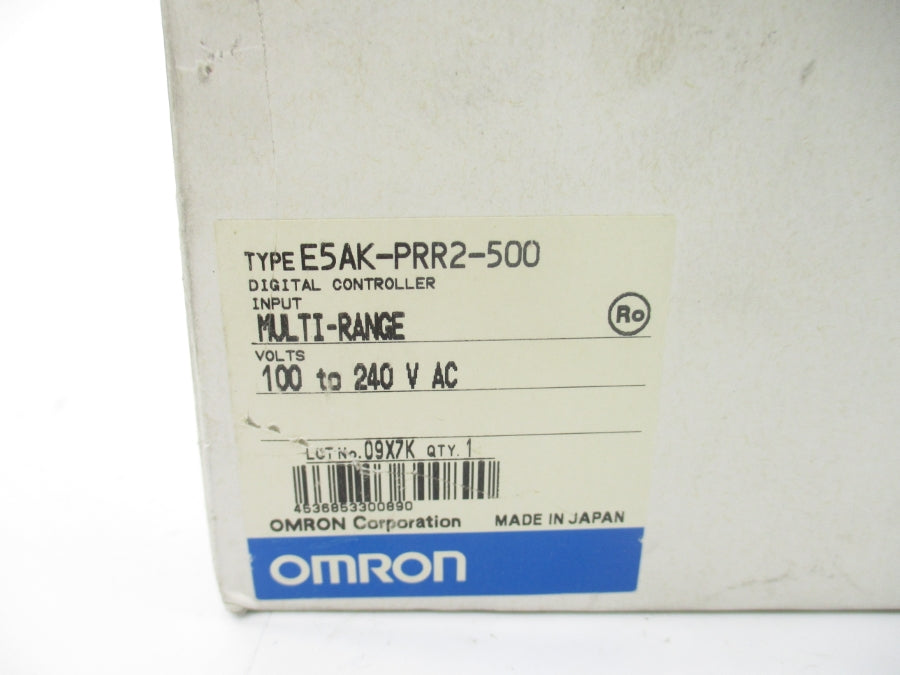 TYPE E5AK-PRR2-500
DIGITAL CONTROLLER
INPUT
MULTI-RANGE
Ro
VOLTS
100 to 240 V AC
LOT No. 09X7K QTY. 1
4536853300890
OMRON Corporation MADE IN JAPAN
OMRON